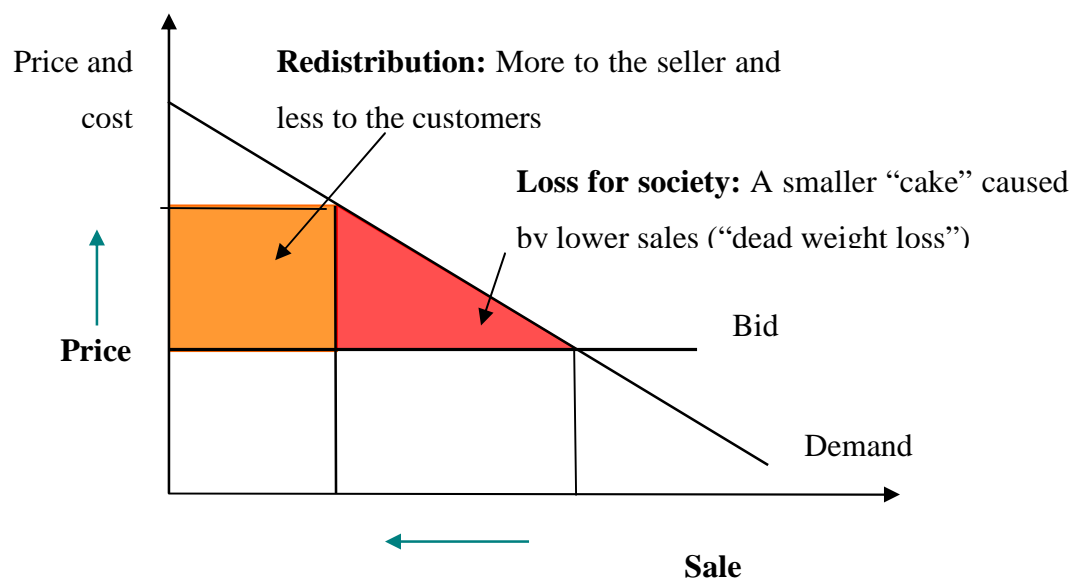 Price and
cost
Redistribution: More to the seller and
less to the customers
Loss for society: A smaller “cake” caused
by lower sales (“dead weight loss”)
Bid
Price
Demand
Sale